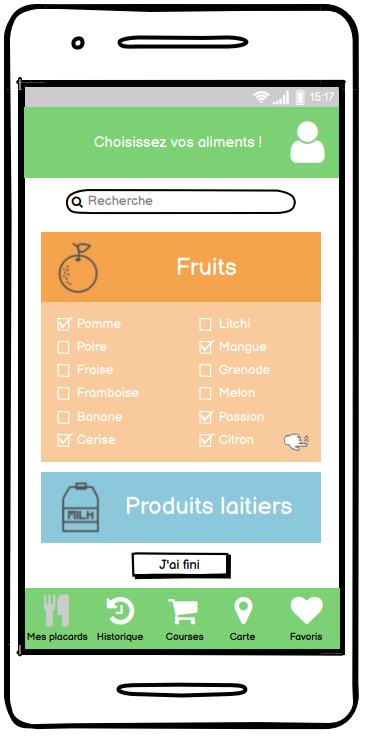 15:17
Choisissez vos aliments !
Recherche
Fruits
Pomme
Poire
Fraise
Framboise
Banane
Cerise
Litchi
Mangue
Grenade
Melon
Passion
Citron
MILK
Produits laitiers
J'ai fini
Mes placards
Historique
Courses
Carte
Favoris